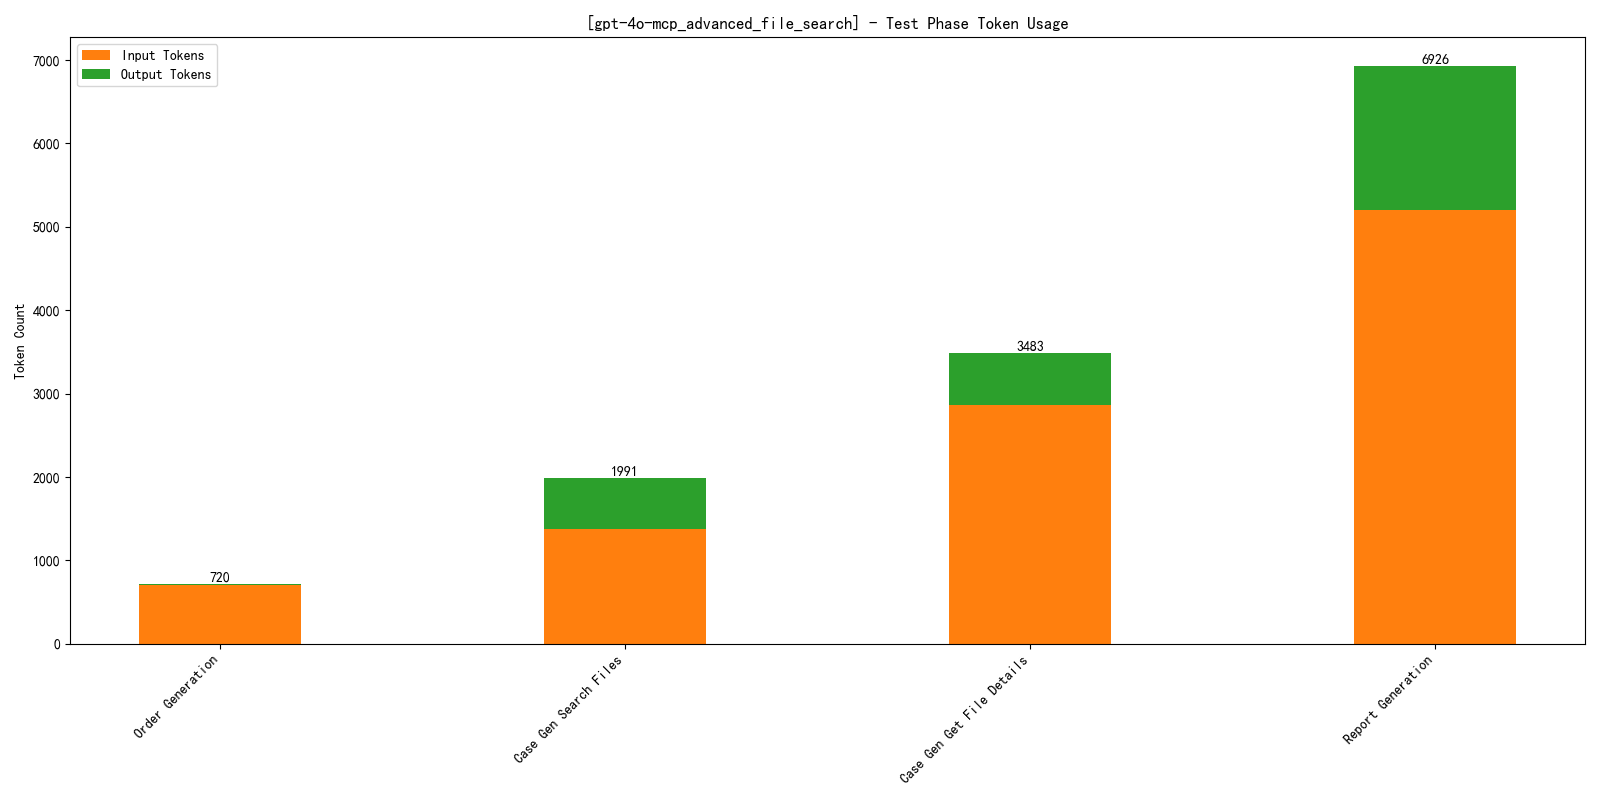 [gpt-4o-mcp_advanced_file_search] - Test Phase Token Usage
Input Tokens
Output Tokens
Token Count
7000
6000
5000
4000
3000
2000
1000
0
720
1991
3483
6926
Order Generation
Case Gen Search Files
Case Gen Get File Details
Report Generation